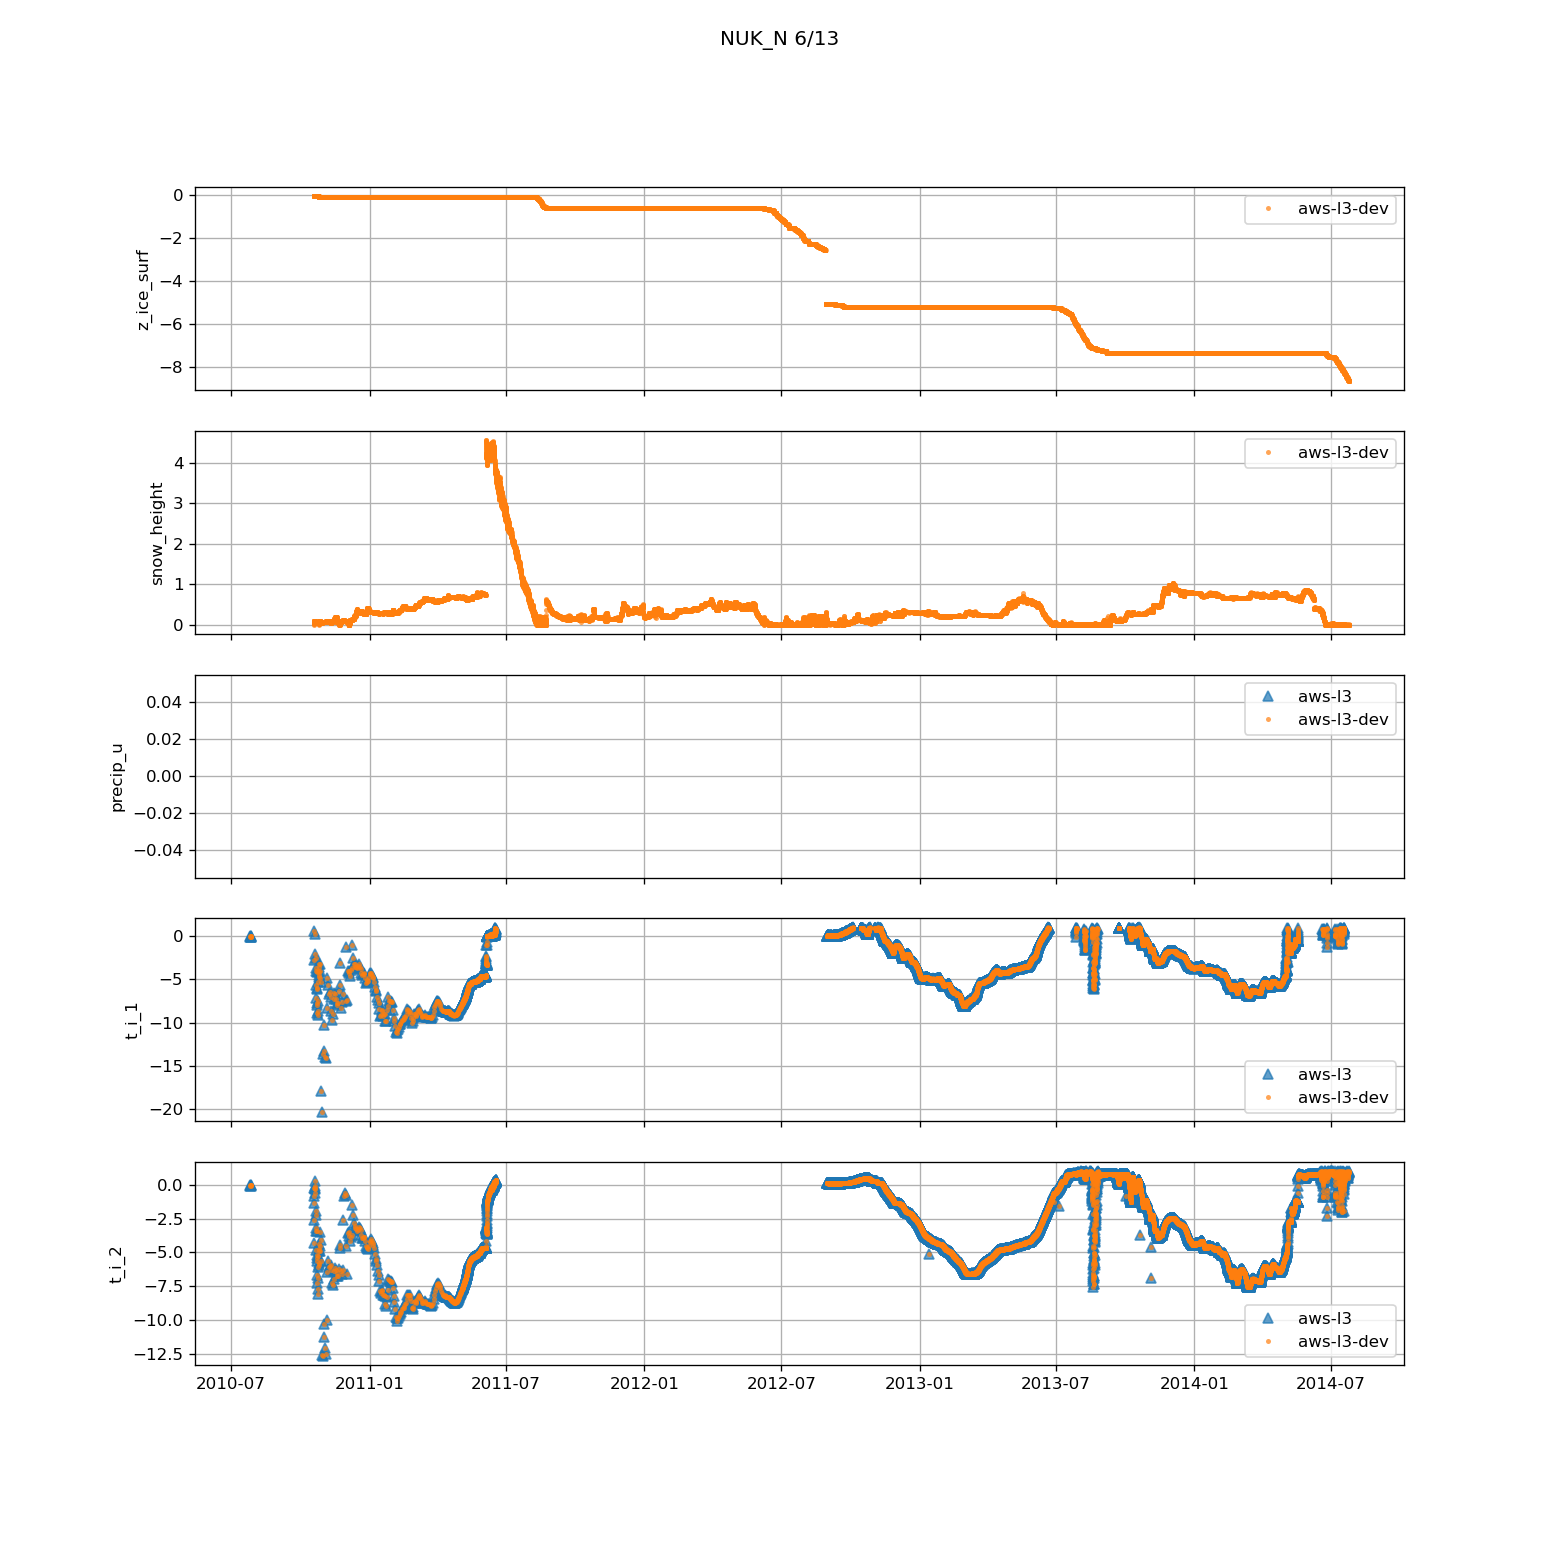 NUK_N 6/13
0
−2
−4
−6
−8
z_ice_surf
aws-l3-dev
4
3
2
1
0
snow_height
aws-l3-dev
0.04
0.02
0.00
−0.02
−0.04
precip_u
aws-l3
aws-l3-dev
0
−5
−10
−15
−20
t_i_1
aws-l3
aws-l3-dev
0.0
−2.5
−5.0
−7.5
−10.0
−12.5
t_i_2
aws-l3
aws-l3-dev
2010-07
2011-01
2011-07
2012-01
2012-07
2013-01
2013-07
2014-01
2014-07